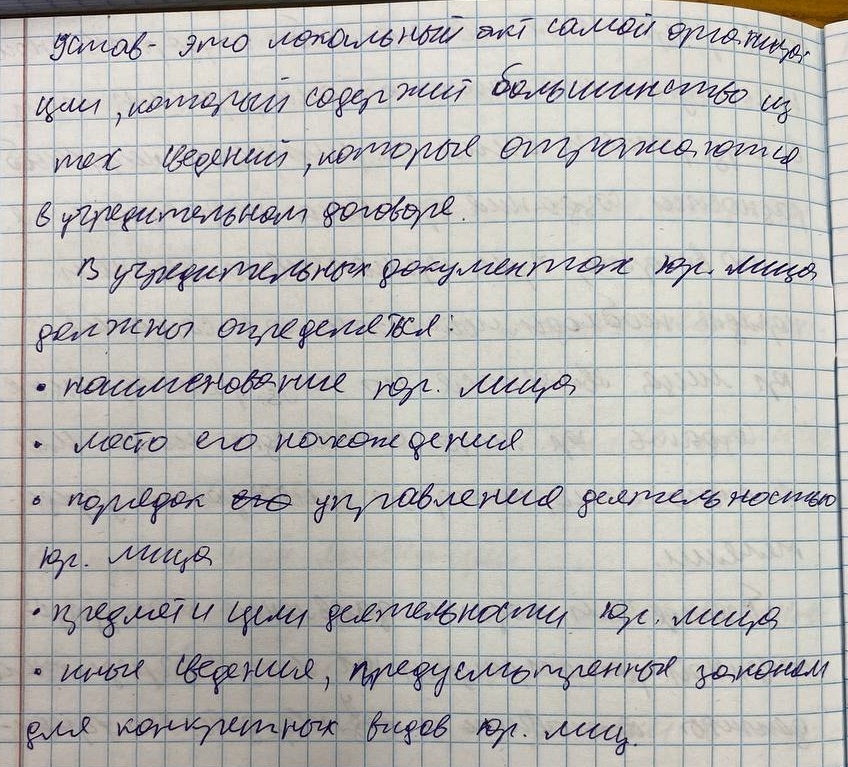 Устав - это локальный акт самой организа-
ции, который содержит большинство из
тех сведений, которые отражаются
в учредительном договоре.
В учредительных документах юр. лица
должны определяться:
• наименование юр. лица
• место его нахождения
• порядок его управления деятельностью
юр. лица
• предмет и цели деятельности юр. лица
• иные сведения, предусмотренные законом
для конкретных видов юр. лиц.